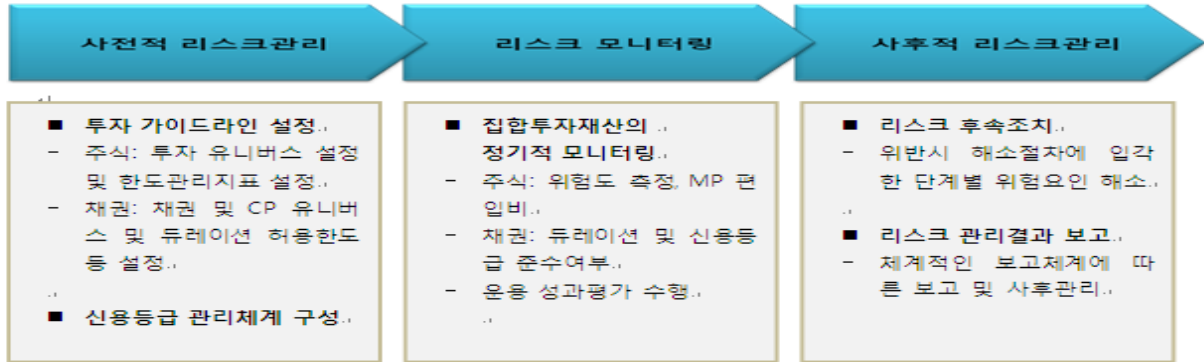 사전적 리스크관리
리스크 모니터링
사후적 리스크관리
■ 투자 가이드라인 설정
- 주식: 투자 유니버스 설정
및 한도관리지표 설정
- 채권: 채권 및 CP 유니버
스 및 듀레이션 허용한도
등 설정
■ 신용등급 관리체계 구성
■ 집합투자재산의
정기적 모니터링
- 주식: 위험도 측정, MP 편
입비
- 채권: 듀레이션 및 신용등
급 준수여부
- 운용 성과평가 수행
■ 리스크 후속조치
- 위반시 해소절차에 입각
한 단계별 위험요인 해소
■ 리스크 관리결과 보고
- 체계적인 보고체계에 따
른 보고 및 사후관리